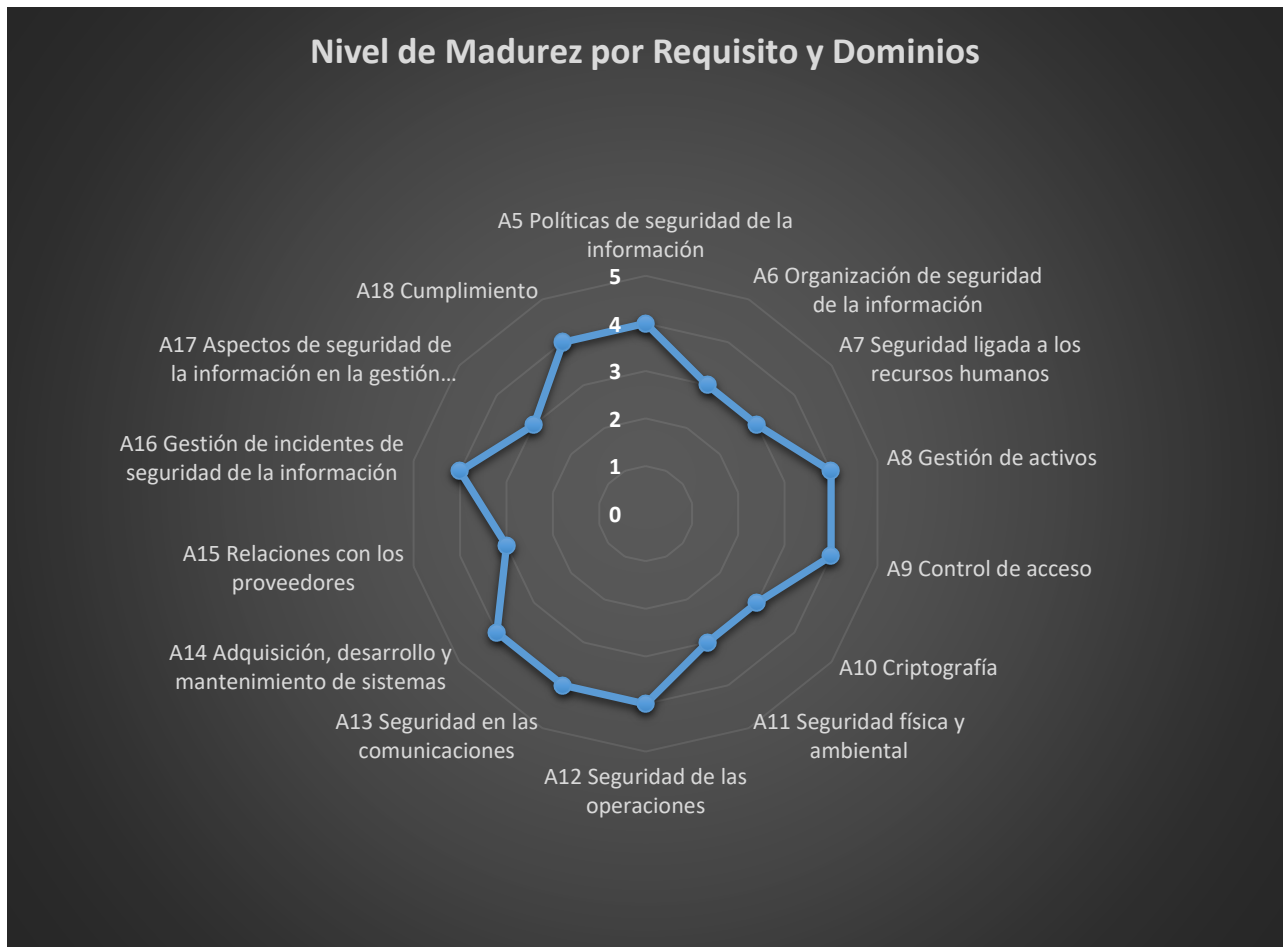 Nivel de Madurez por Requisito y Dominios
A5 Políticas de seguridad de la
información
A6 Organización de seguridad
de la información
A7 Seguridad ligada a los
recursos humanos
A8 Gestión de activos
A9 Control de acceso
A10 Criptografía
A11 Seguridad física y
ambiental
A12 Seguridad de las
operaciones
A13 Seguridad en las
comunicaciones
A14 Adquisición, desarrollo y
mantenimiento de sistemas
A15 Relaciones con los
proveedores
A16 Gestión de incidentes de
seguridad de la información
A17 Aspectos de seguridad de
la información en la gestión...
A18 Cumplimiento
5
4
3
2
1
0